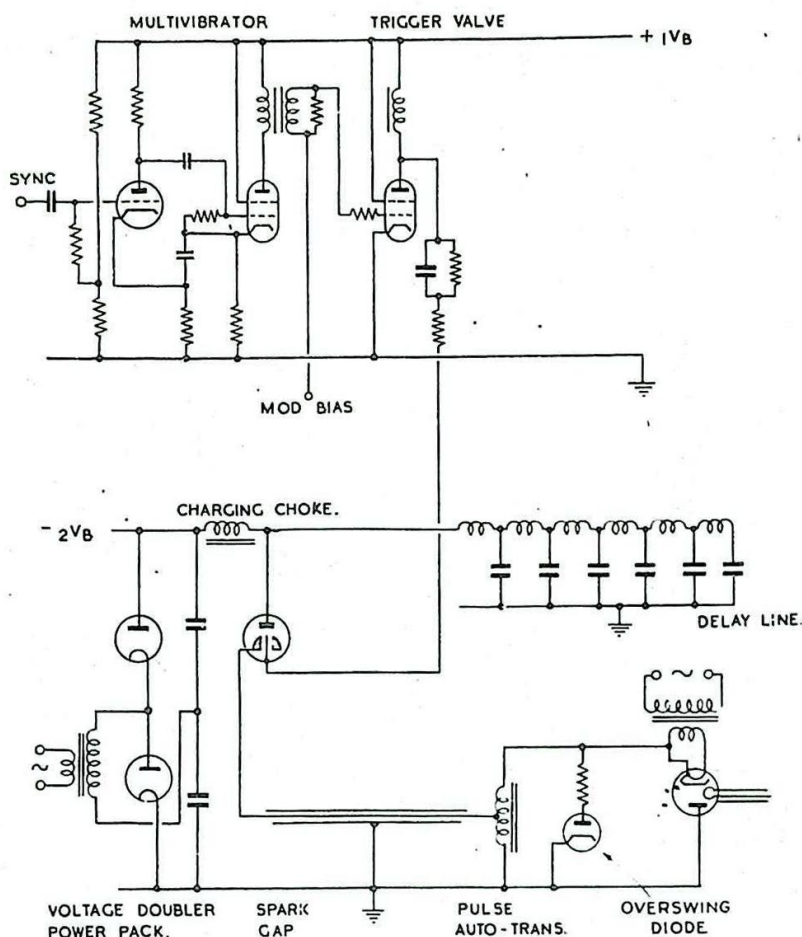 MULTIVIBRATOR
TRIGGER VALVE
+ 1VB
SYNC
MOD BIAS
CHARGING CHOKE.
- 2VB
DELAY LINE.
VOLTAGE DOUBLER
POWER PACK.
SPARK
GAP
PULSE
AUTO-TRANS.
OVERSWING
DIODE